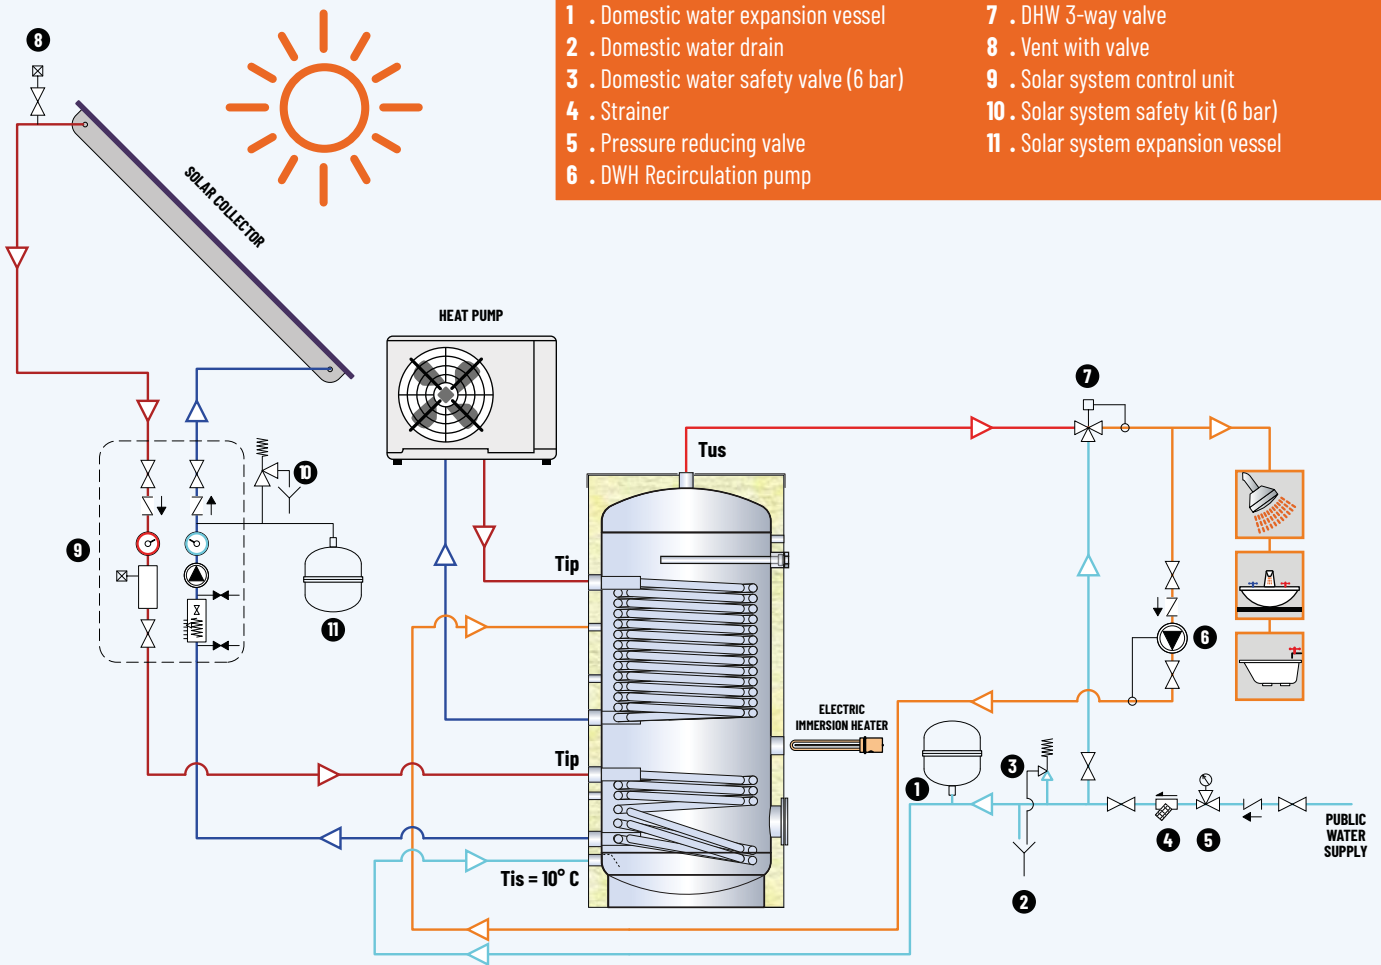 1 . Domestic water expansion vessel
2 . Domestic water drain
3 . Domestic water safety valve (6 bar)
4 . Strainer
5 . Pressure reducing valve
6 . DWH Recirculation pump
7 . DHW 3-way valve
8 . Vent with valve
9 . Solar system control unit
10 . Solar system safety kit (6 bar)
11 . Solar system expansion vessel
8
SOLAR COLLECTOR
HEAT PUMP
7
Tus
10
9
Tip
11
6
ELECTRIC
IMMERSION HEATER
Tip
3
1
4
5
PUBLIC
WATER
SUPPLY
Tis = 10° C
2